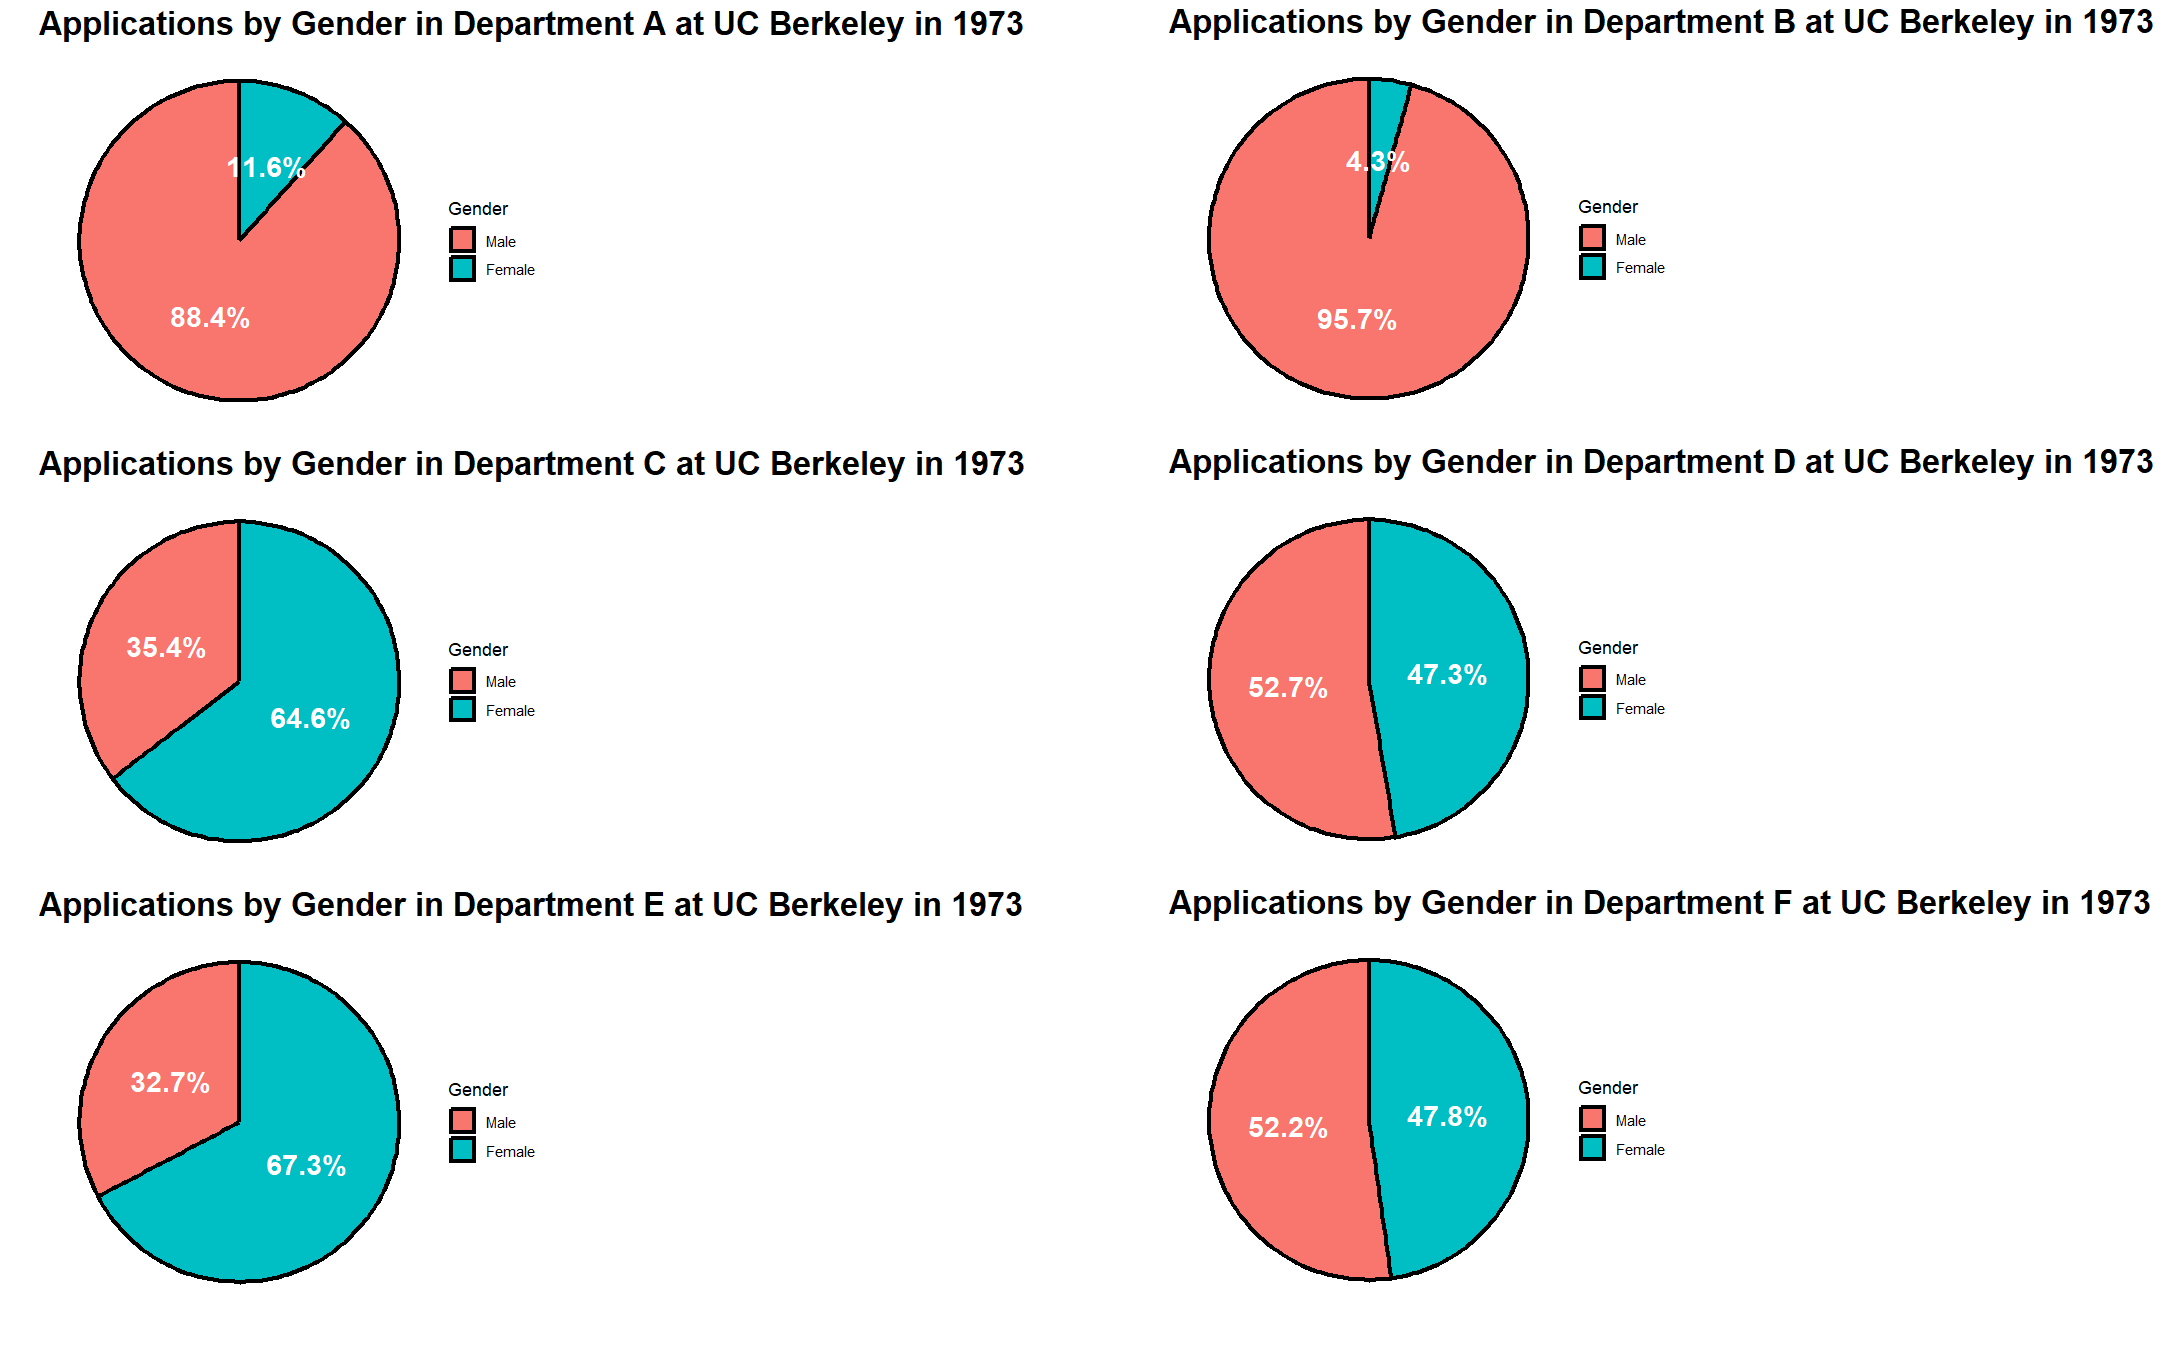 Applications by Gender in Department A at UC Berkeley in 1973
11.6%
88.4%
Gender
Male
Female
Applications by Gender in Department B at UC Berkeley in 1973
4.3%
95.7%
Gender
Male
Female
Applications by Gender in Department C at UC Berkeley in 1973
35.4%
64.6%
Gender
Male
Female
Applications by Gender in Department D at UC Berkeley in 1973
52.7%
47.3%
Gender
Male
Female
Applications by Gender in Department E at UC Berkeley in 1973
32.7%
67.3%
Gender
Male
Female
Applications by Gender in Department F at UC Berkeley in 1973
52.2%
47.8%
Gender
Male
Female